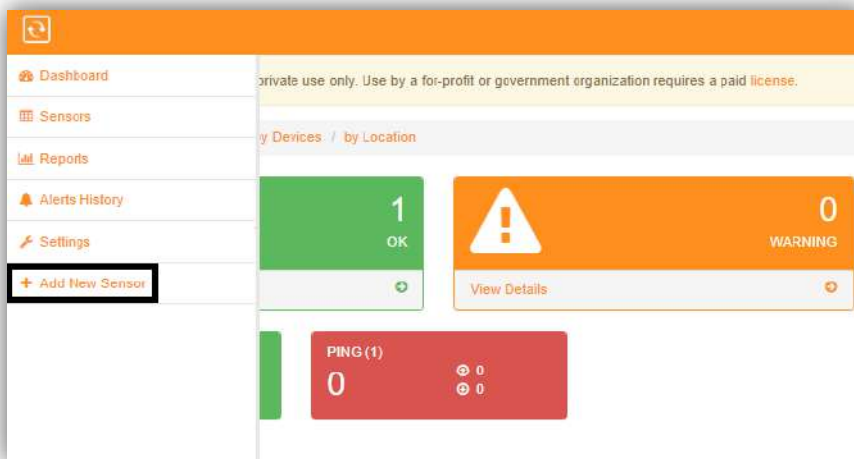 Dashboard
private use only. Use by a for-profit or government organization requires a paid license.
Sensors
y Devices / by Location
Reports
Alerts History
1
OK
0
WARNING
Settings
+ Add New Sensor
View Details
PING (1)
0
0
0